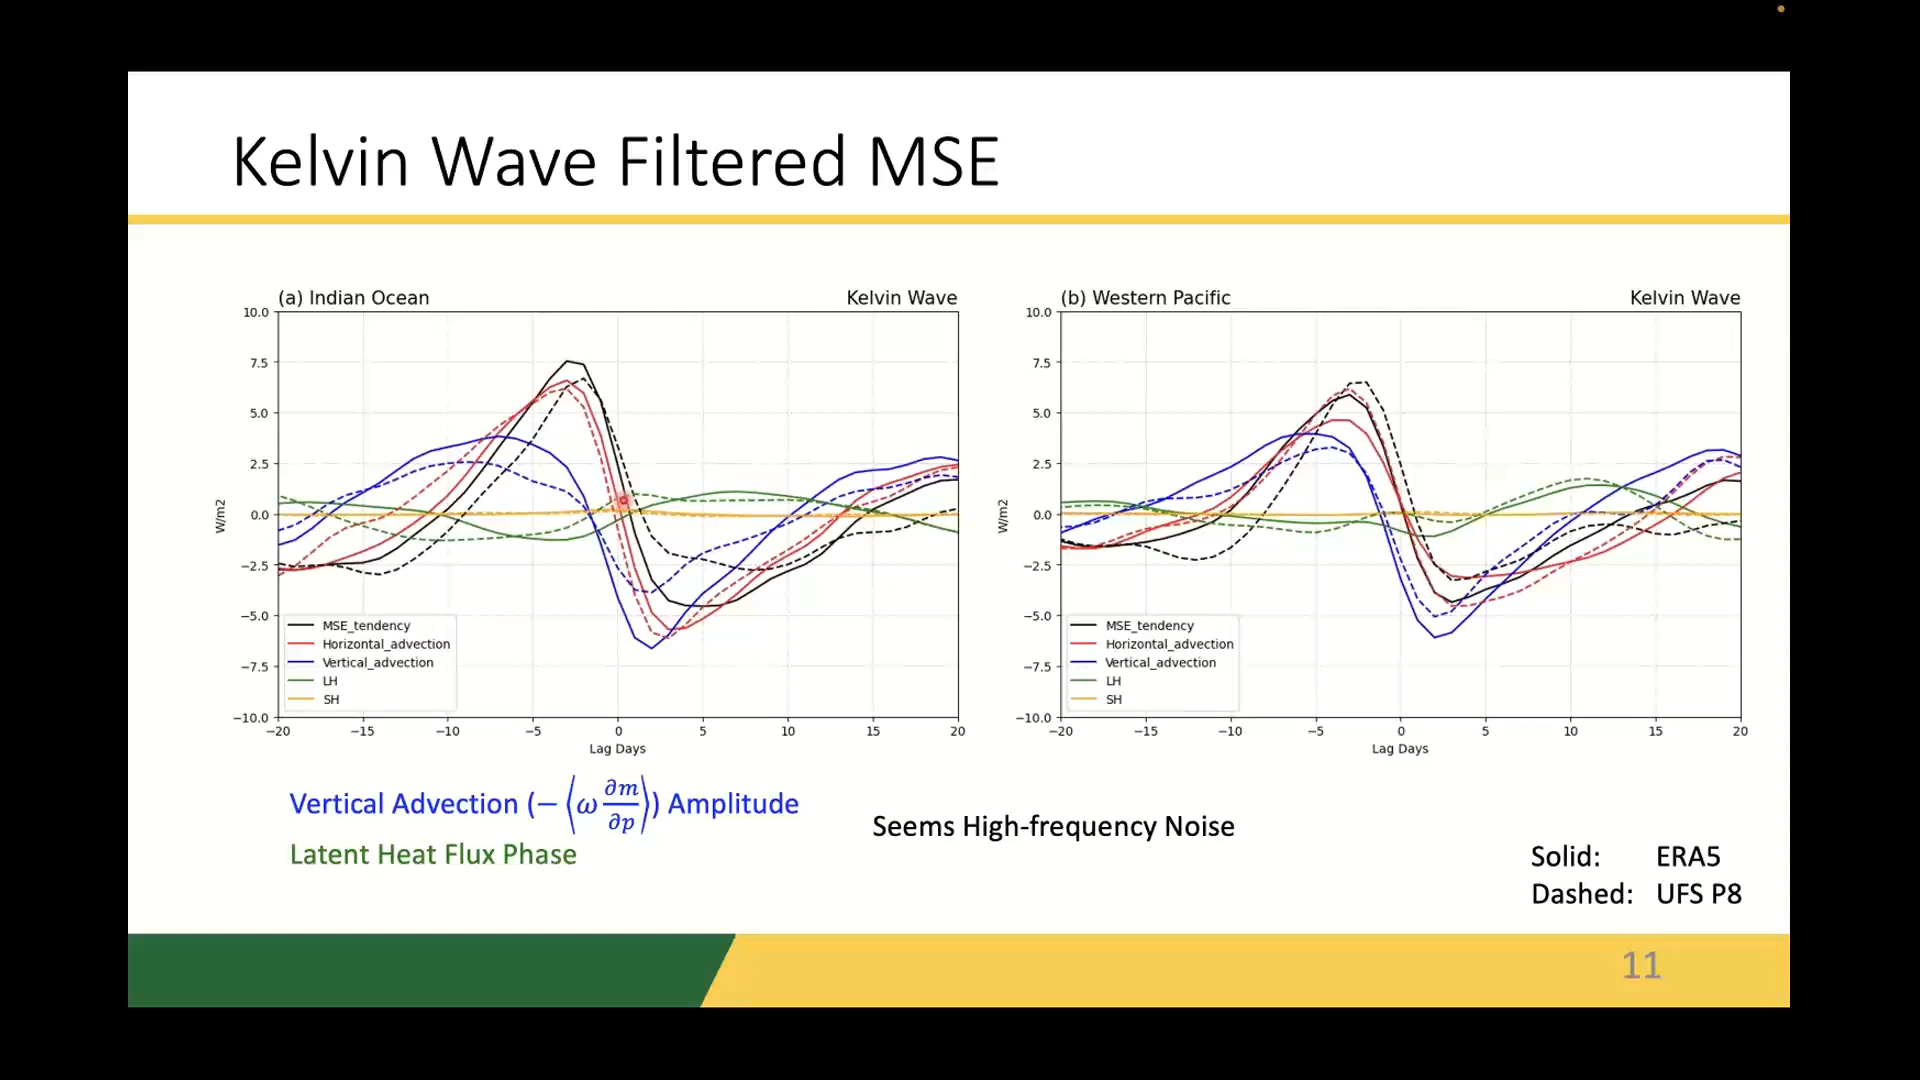 Kelvin Wave Filtered MSE
(a) Indian Ocean Kelvin Wave
10.0
7.5
5.0
2.5
0.0
−2.5
−5.0
−7.5
−10.0
W/m2
MSE_tendency
Horizontal_advection
Vertical_advection
LH
SH
−20 −15 −10 −5 0 5 10 15 20
Lag Days
(b) Western Pacific Kelvin Wave
10.0
7.5
5.0
2.5
0.0
−2.5
−5.0
−7.5
−10.0
W/m2
MSE_tendency
Horizontal_advection
Vertical_advection
LH
SH
−20 −15 −10 −5 0 5 10 15 20
Lag Days
Vertical Advection (−⟨ω ∂m/∂p⟩) Amplitude
Latent Heat Flux Phase
Seems High-frequency Noise
Solid: ERA5
Dashed: UFS P8
11